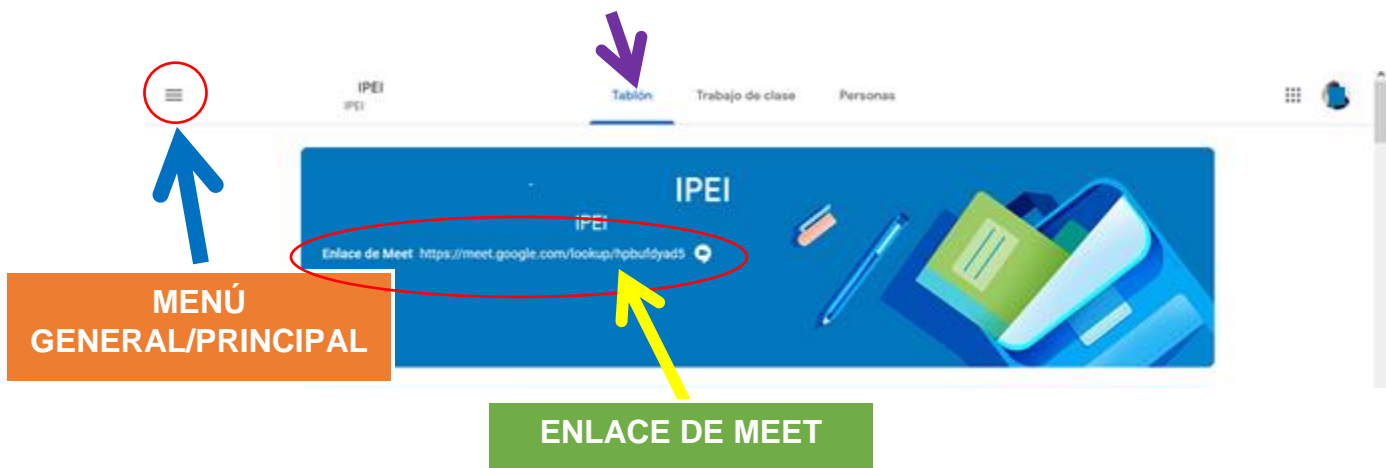 IPEI
IPEI
Tablón
Trabajo de clase
Personas
IPEI
IPEI
Enlace de Meet https://meet.google.com/lookup/hpbufdyad5
MENÚ
GENERAL/PRINCIPAL
ENLACE DE MEET